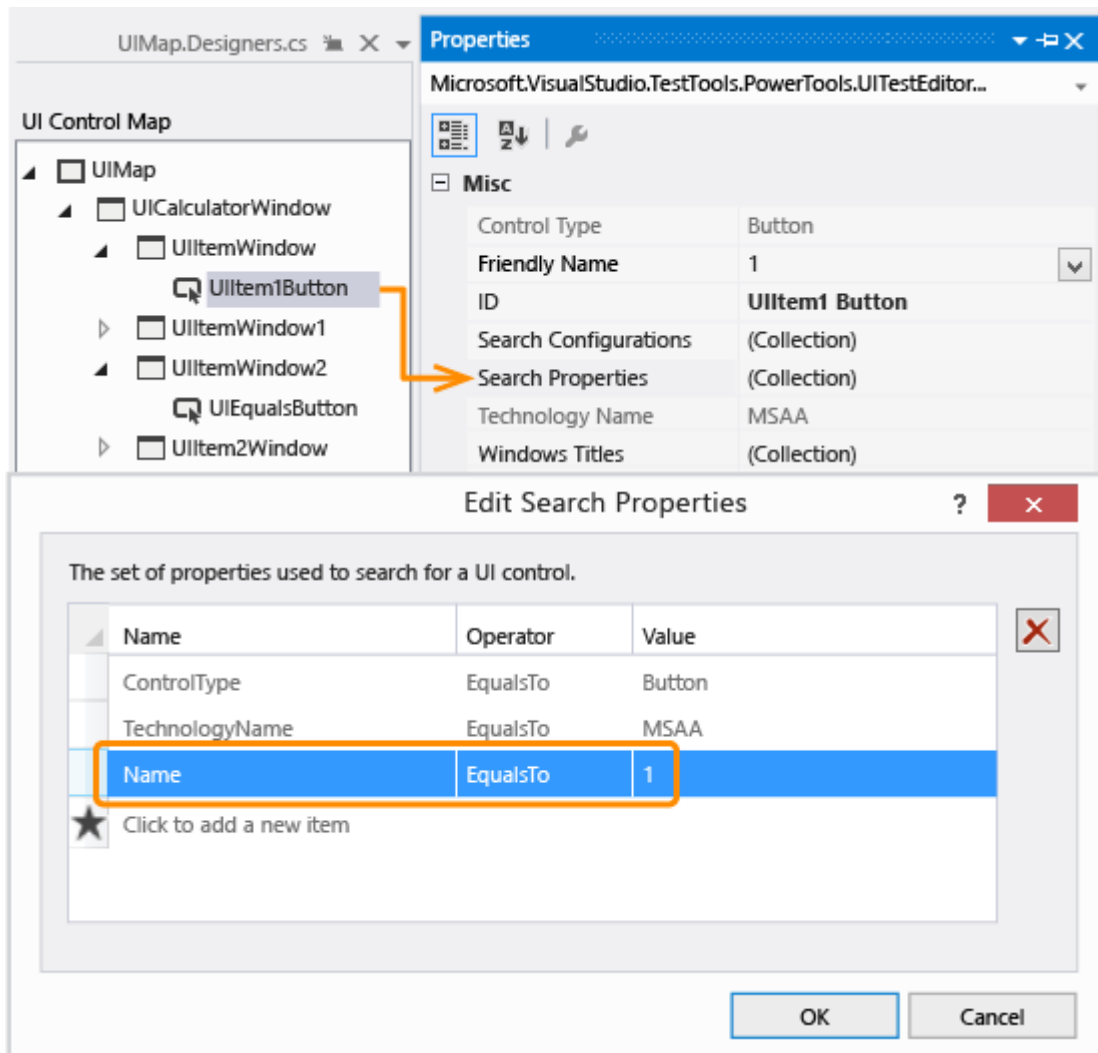 UIMap.Designers.cs
UI Control Map
UIMap
UICalculatorWindow
UIItemWindow
UIItem1Button
UIItemWindow1
UIItemWindow2
UIEqualsButton
UIItem2Window
Properties
Microsoft.VisualStudio.TestTools.PowerTools.UITestEditor...
Misc
Control Type Button
Friendly Name 1
ID UIItem1 Button
Search Configurations (Collection)
Search Properties (Collection)
Technology Name MSAA
Windows Titles (Collection)
Edit Search Properties ?
The set of properties used to search for a UI control.
Name Operator Value
ControlType EqualsTo Button
TechnologyName EqualsTo MSAA
Name EqualsTo 1
Click to add a new item
OK Cancel